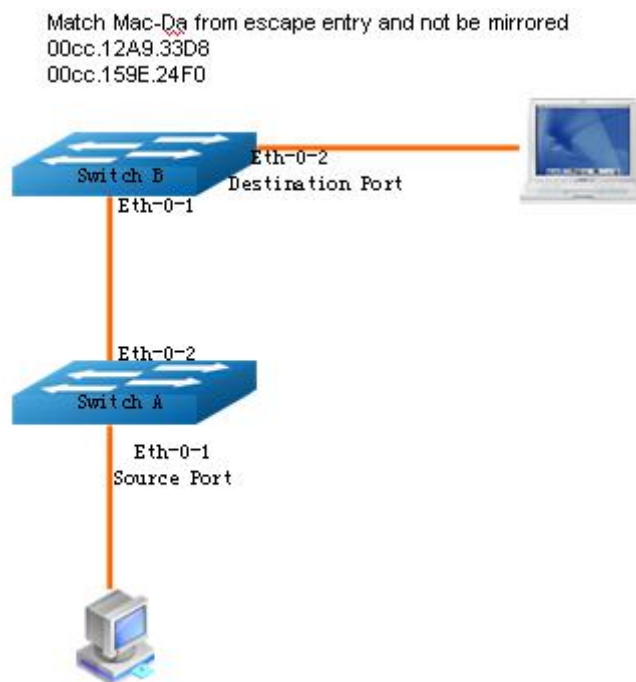 Match Mac-Da from escape entry and not be mirrored
00cc.12A9.33D8
00cc.159E.24F0
Eth-0-2
Switch B
Destination Port
Eth-0-1
Eth-0-2
Switch A
Eth-0-1
Source Port